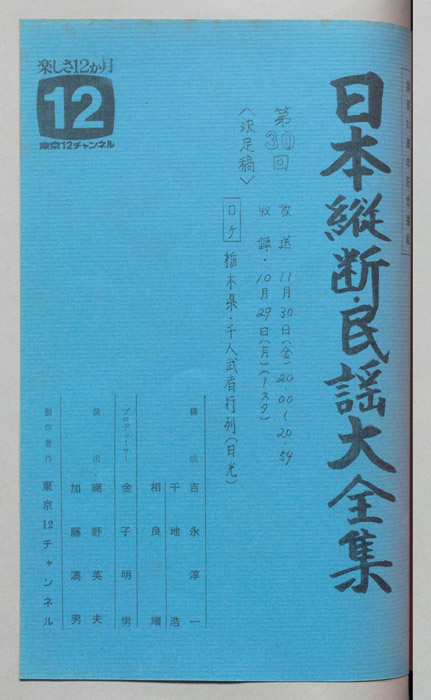 日本縦断・民謡大全集
第30回
〈決定稿〉
放送・11月30日(金)20.00〜20.54
収録・10月29日(月)(1スタ)
ロケ 栃木県・千人武者行列(日光)
構成 吉永淳一
千地浩
相良
プロデューサー 金子明男
演出 綱野英夫
加藤満男
製作著作 東京12チャンネル
楽しさ12か月
12
東京12チャンネル